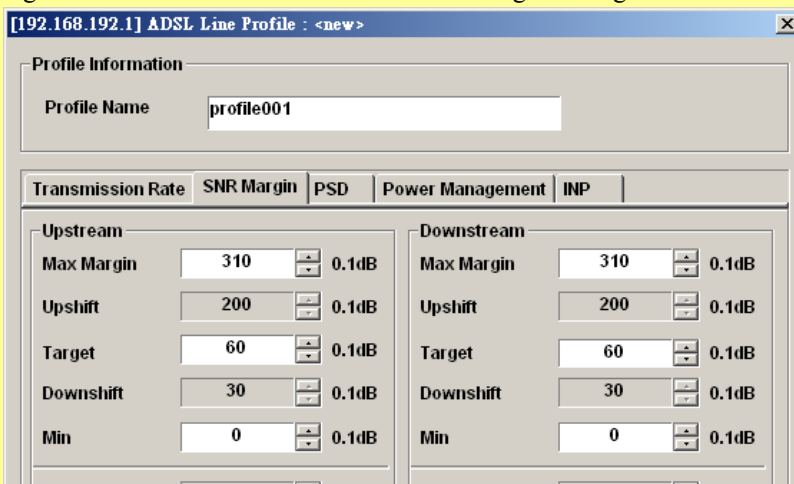 [192.168.192.1] ADSL Line Profile : <new>
Profile Information
Profile Name profile001
Transmission Rate SNR Margin PSD Power Management INP
Upstream Downstream
Max Margin 310 0.1dB Max Margin 310 0.1dB
Upshift 200 0.1dB Upshift 200 0.1dB
Target 60 0.1dB Target 60 0.1dB
Downshift 30 0.1dB Downshift 30 0.1dB
Min 0 0.1dB Min 0 0.1dB